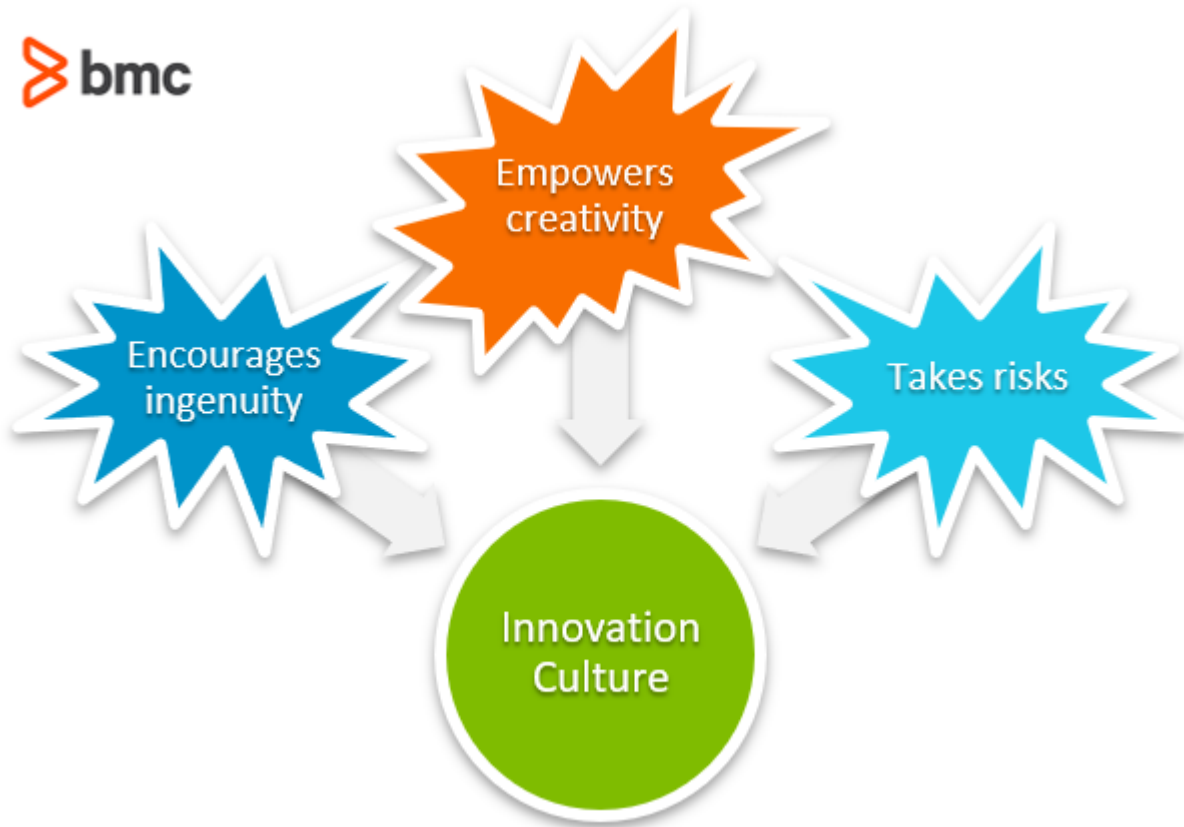 bmc
Empowers
creativity
Encourages
ingenuity
Takes risks
Innovation
Culture